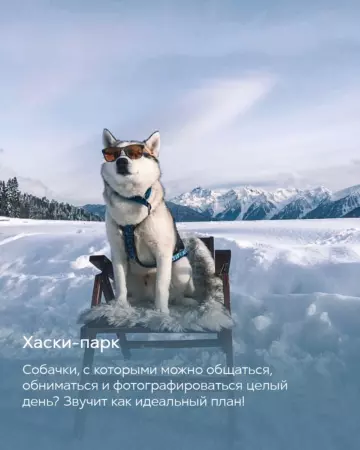 Хаски-парк
Собачки, с которыми можно общаться,
обниматься и фотографироваться целый
день? Звучит как идеальный план!